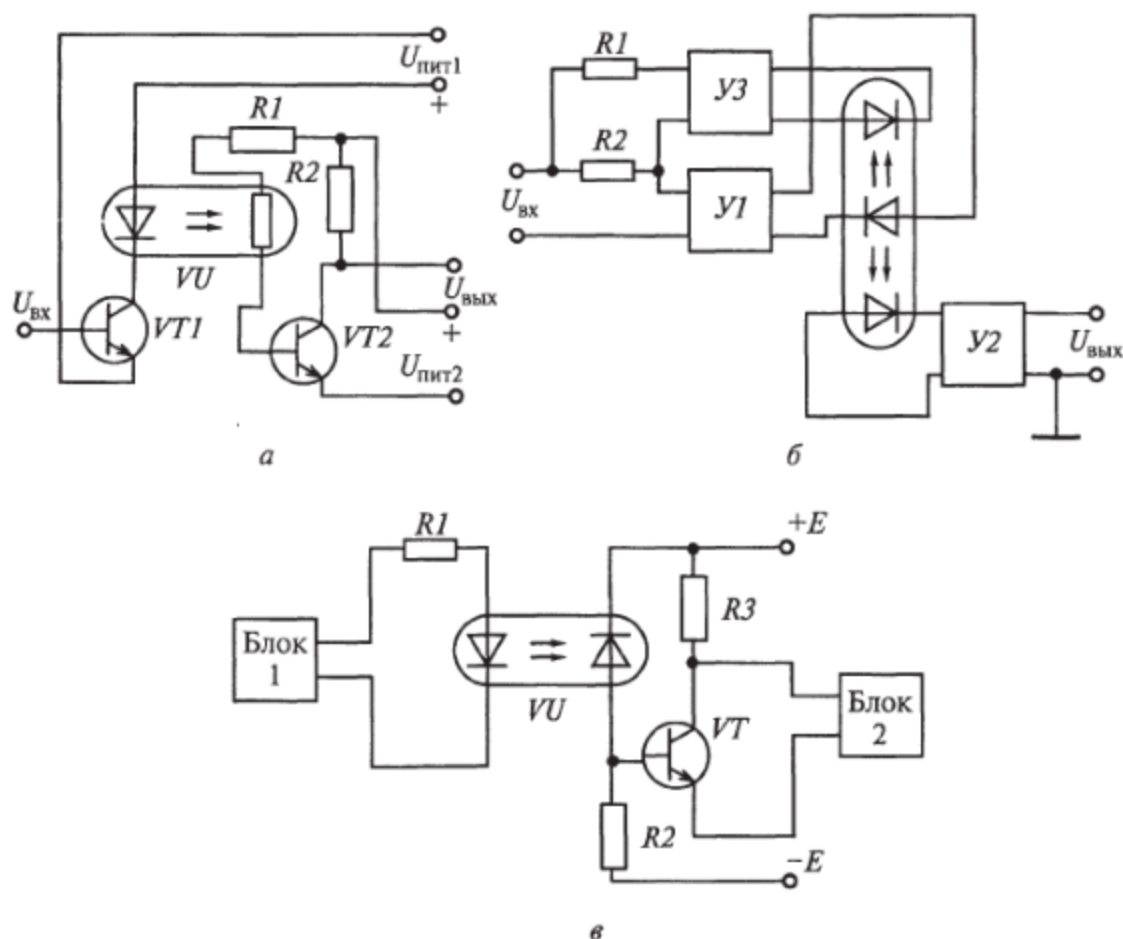 U пит1
+
R1
R2
VU
U вх
VT1
VT2
U вых
+
U пит2
а
R1
R2
U вх
У3
У1
У2
U вых
б
R1
Блок
1
VU
+E
R3
VT
Блок
2
R2
−E
в